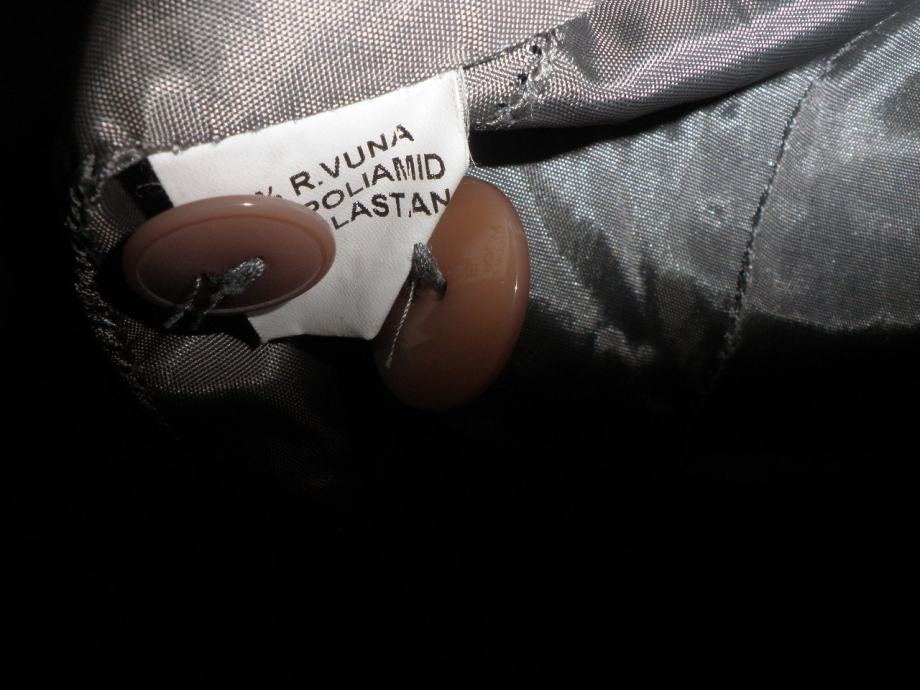 % R.VUNA
POLIAMID
LASTAN